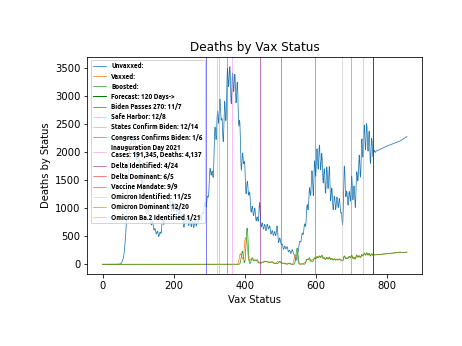 Deaths by Vax Status
Deaths by Vax Status
3500
3000
2500
2000
1500
1000
500
0
Unvaxxed:
Vaxxed:
Boosted:
Forecast: 120 Days->
Biden Passes 270: 11/7
Safe Harbor: 12/8
States Confirm Biden: 12/14
Congress Confirms Biden: 1/6
Inauguration Day 2021
Cases: 191,345, Deaths: 4,137
Delta Identified: 4/24
Delta Dominant: 6/5
Vaccine Mandate: 9/9
Omicron Identified: 11/25
Omicron Dominant 12/20
Omicron Ba.2 Identified 1/21
0 200 400 600 800
Vax Status